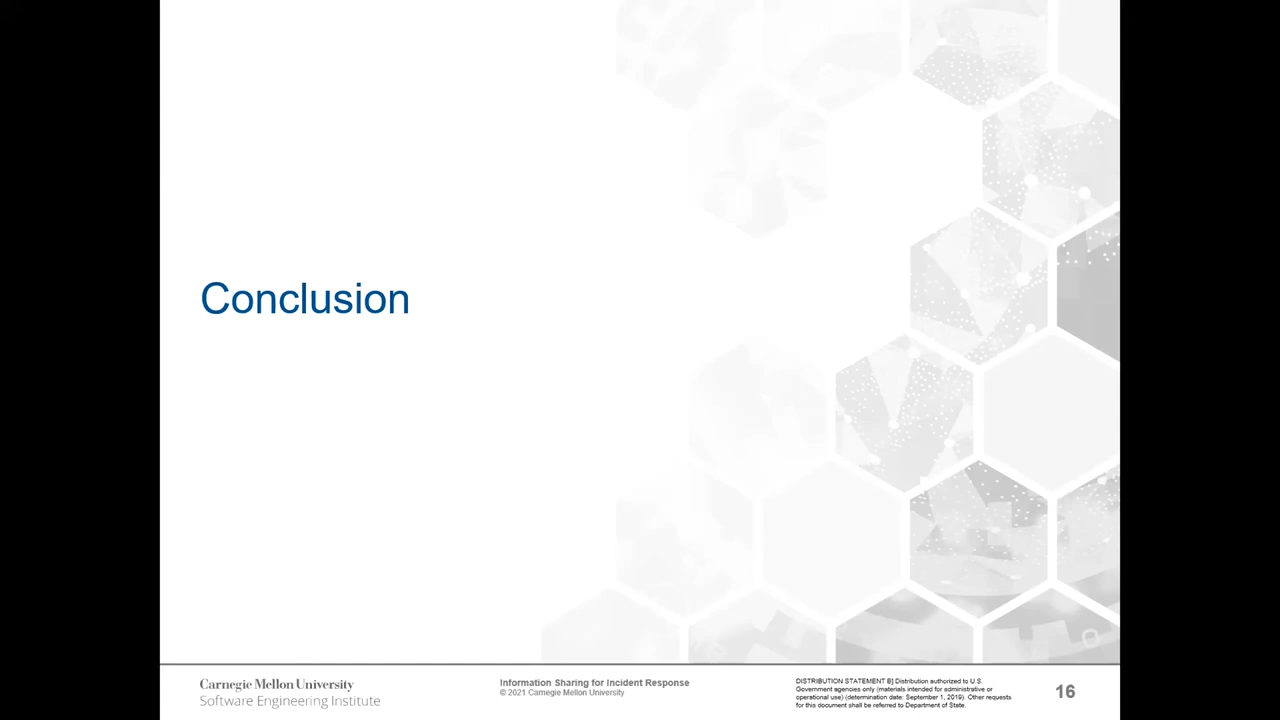 Conclusion
Carnegie Mellon University
Software Engineering Institute
Information Sharing for Incident Response
© 2021 Carnegie Mellon University
DISTRIBUTION STATEMENT B] Distribution authorized to U.S.
Government agencies only (materials intended for administrative or
operational use) (determination date: September 1, 2019). Other requests
for this document shall be referred to Department of State.
16